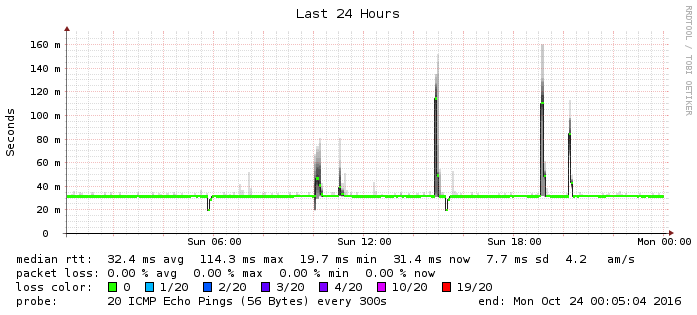 Last 24 Hours
RRDTOOL / TOBI OETIKER
Seconds
160 m
140 m
120 m
100 m
80 m
60 m
40 m
20 m
0
Sun 06:00 Sun 12:00 Sun 18:00 Mon 00:00
median rtt: 32.4 ms avg 114.3 ms max 19.7 ms min 31.4 ms now 7.7 ms sd 4.2 am/s
packet loss: 0.00 % avg 0.00 % max 0.00 % min 0.00 % now
loss color: 0 1/20 2/20 3/20 4/20 10/20 19/20
probe: 20 ICMP Echo Pings (56 Bytes) every 300s end: Mon Oct 24 00:05:04 2016